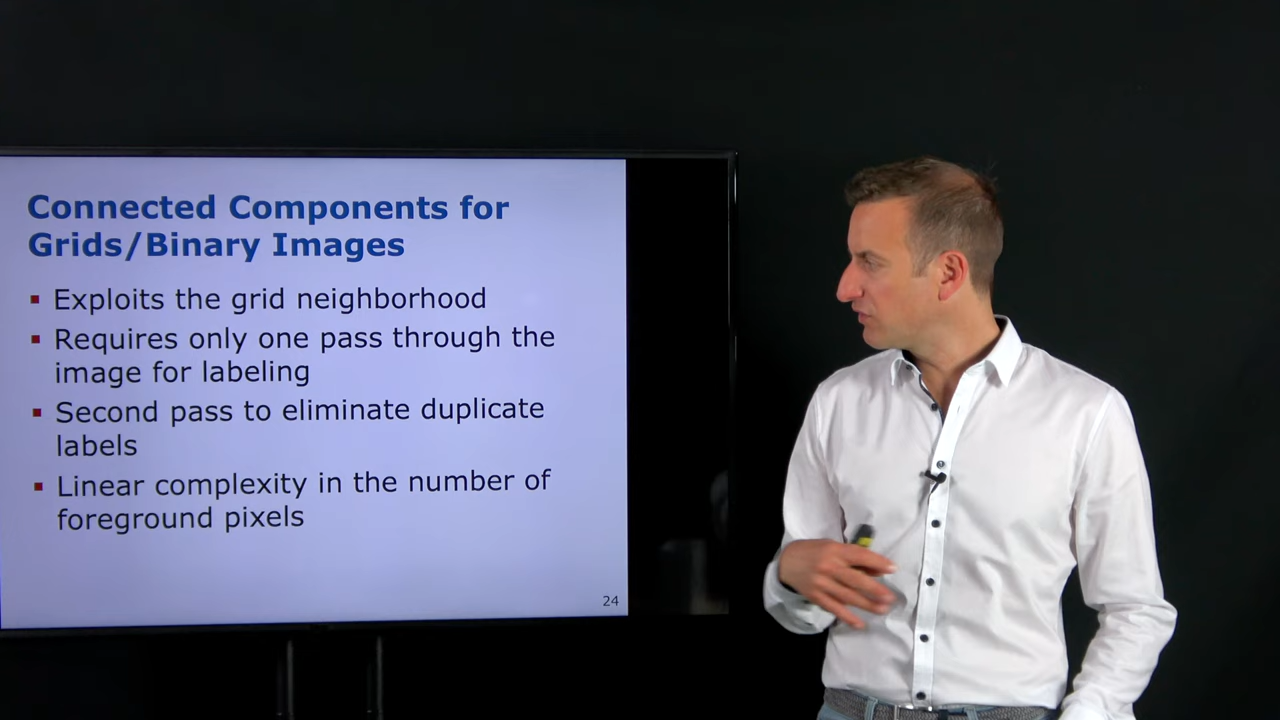 Connected Components for
Grids/Binary Images
▪ Exploits the grid neighborhood
▪ Requires only one pass through the
image for labeling
▪ Second pass to eliminate duplicate
labels
▪ Linear complexity in the number of
foreground pixels
24